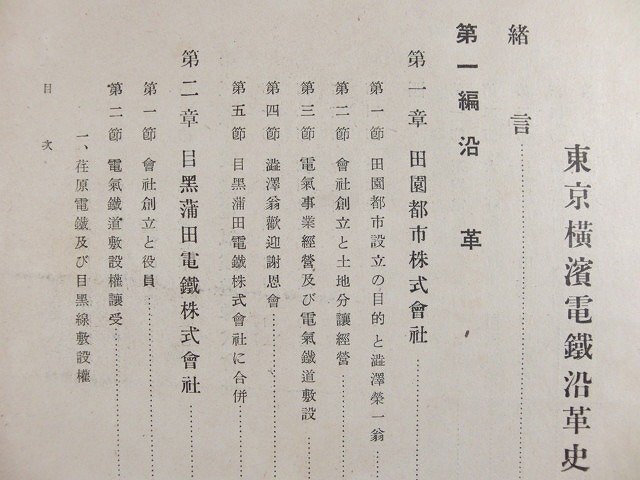 東京橫濱電鐵沿革史
緖言
第一編 沿革
第一章 田園都市株式會社
第一節 田園都市設立の目的と澁澤榮一翁
第二節 會社創立と土地分讓經營
第三節 電氣事業經營及び電氣鐵道敷設
第四節 澁澤翁歡迎謝恩會
第五節 目黑蒲田電鐵株式會社に合併
第二章 目黑蒲田電鐵株式會社
第一節 會社創立と役員
第二節 電氣鐵道敷設權讓受
一、荏原電鐵及び目黑線敷設權
目次